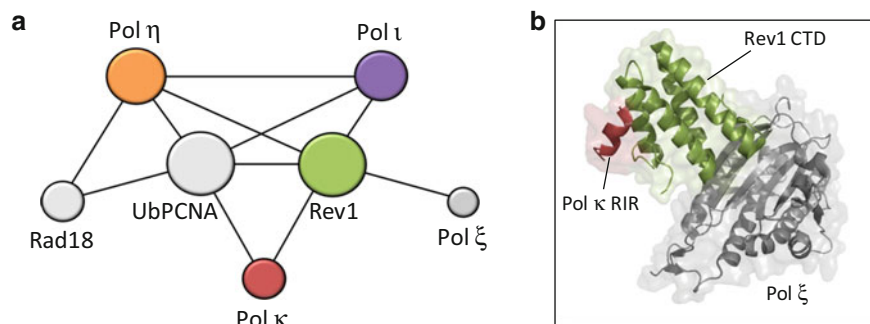 a
Pol η
Pol ι
UbPCNA
Rev1
Rad18
Pol ξ
Pol κ
b
Rev1 CTD
Pol κ RIR
Pol ξ